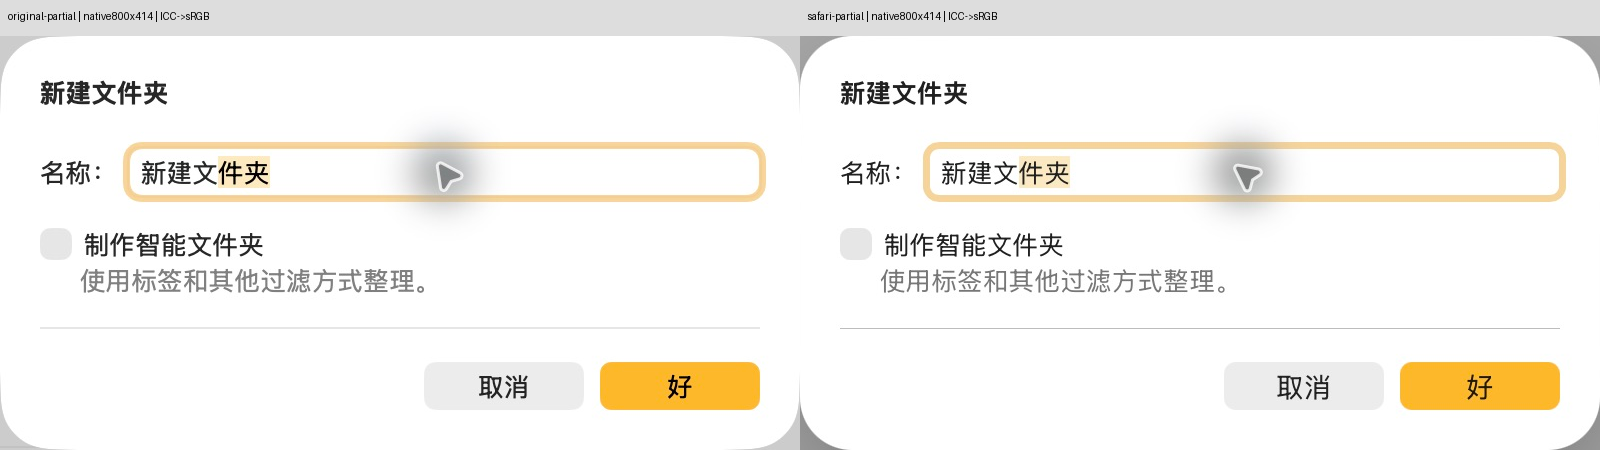 original-partial | native800x414 | ICC->sRGB
新建文件夹
名称：
新建文件夹
制作智能文件夹
使用标签和其他过滤方式整理。
取消
好
safari-partial | native800x414 | ICC->sRGB
新建文件夹
名称：
新建文件夹
制作智能文件夹
使用标签和其他过滤方式整理。
取消
好